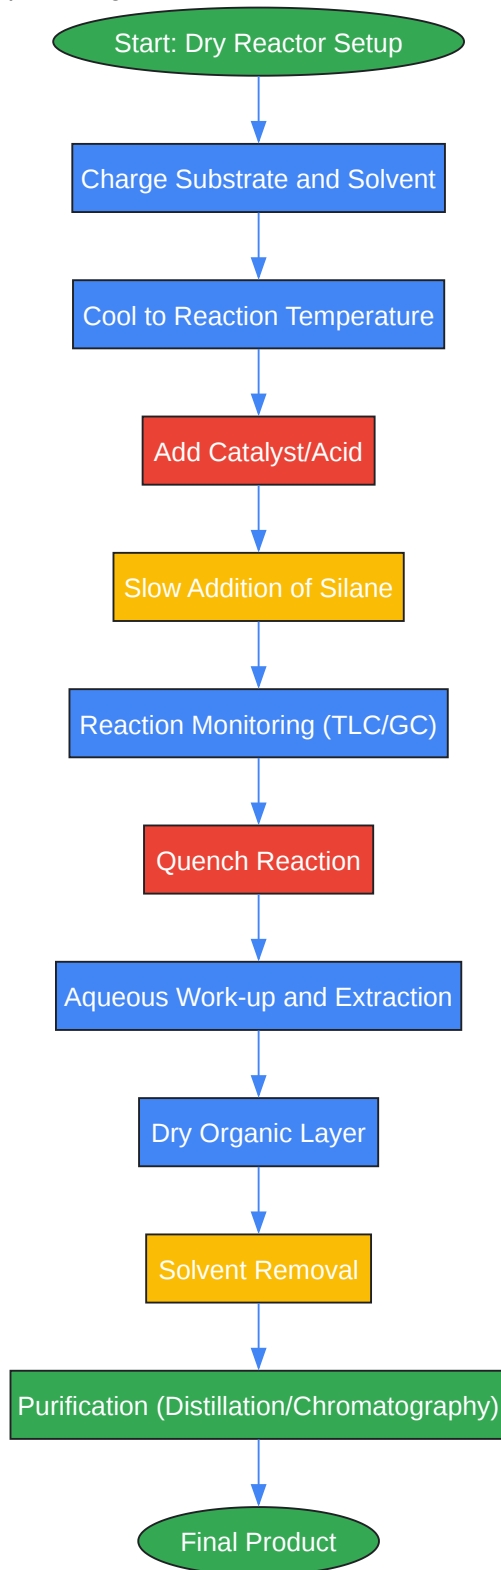 Start: Dry Reactor Setup
Charge Substrate and Solvent
Cool to Reaction Temperature
Add Catalyst/Acid
Slow Addition of Silane
Reaction Monitoring (TLC/GC)
Quench Reaction
Aqueous Work-up and Extraction
Dry Organic Layer
Solvent Removal
Purification (Distillation/Chromatography)
Final Product